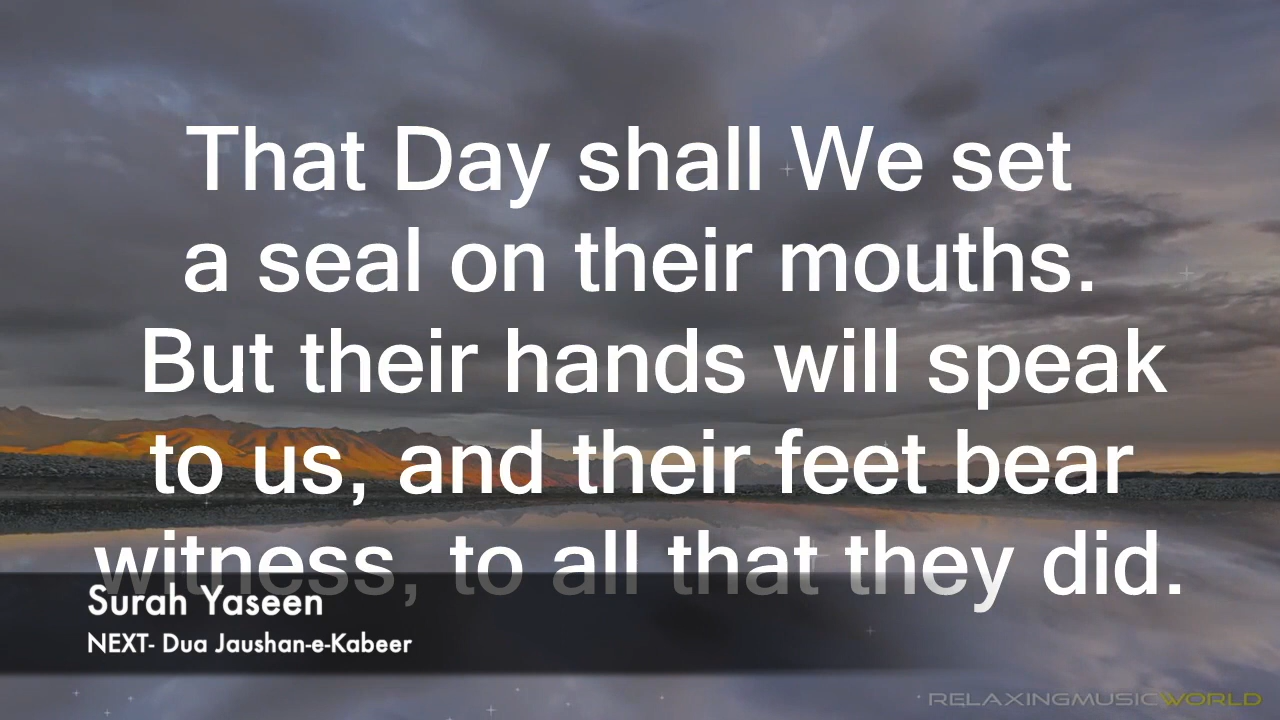 That Day shall We set
a seal on their mouths.
But their hands will speak
to us, and their feet bear
witness, to all that they did.
Surah Yaseen
NEXT- Dua Jaushan-e-Kabeer
RELAXINGMUSICWORLD